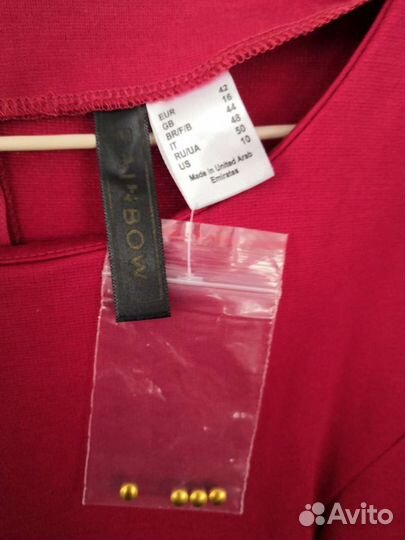 EUR 42
GB 16
BR/F/B 44
IT 48
RU/UA 50
US 10
Made in United Arab
Emirates
RAINBOW
Avito